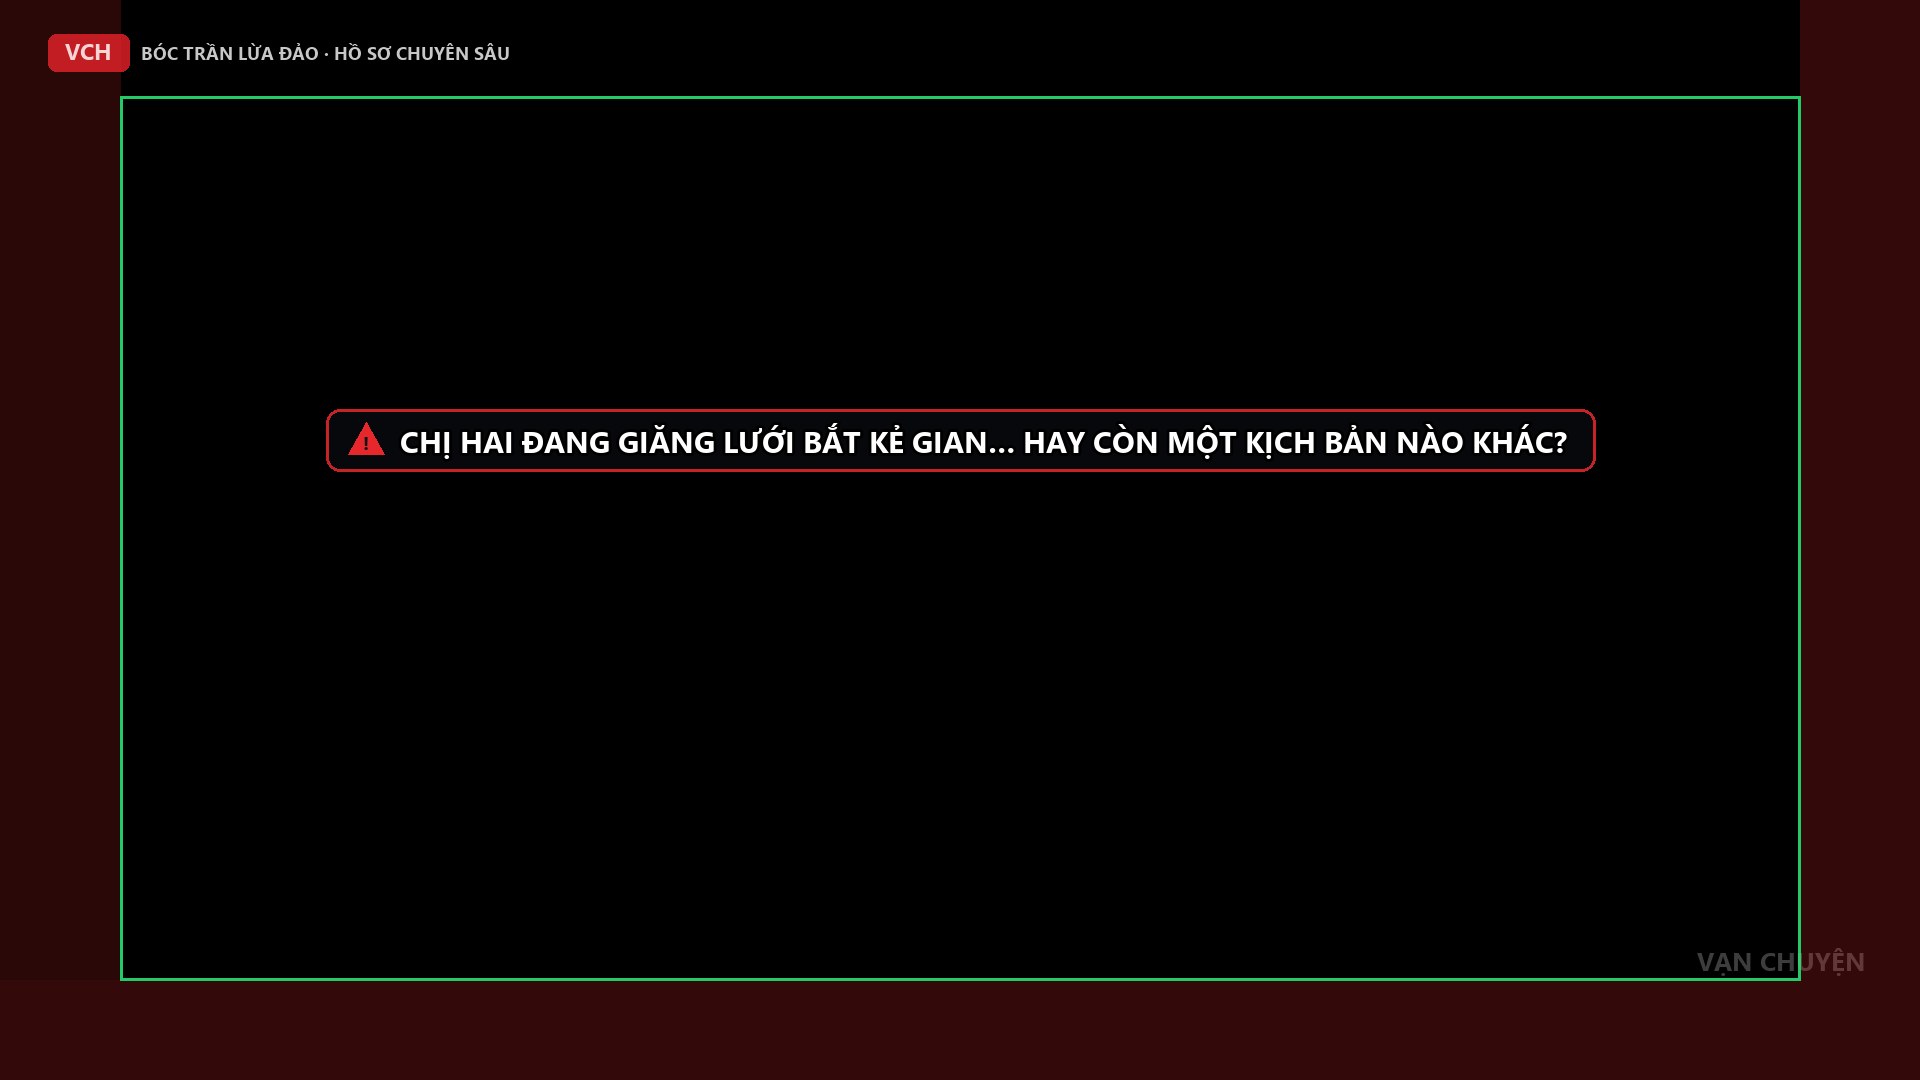 VCH
BÓC TRẦN LỪA ĐẢO · HỒ SƠ CHUYÊN SÂU
CHỊ HAI ĐANG GIĂNG LƯỚI BẮT KẺ GIAN... HAY CÒN MỘT KỊCH BẢN NÀO KHÁC?
VẠN CHUYỆN